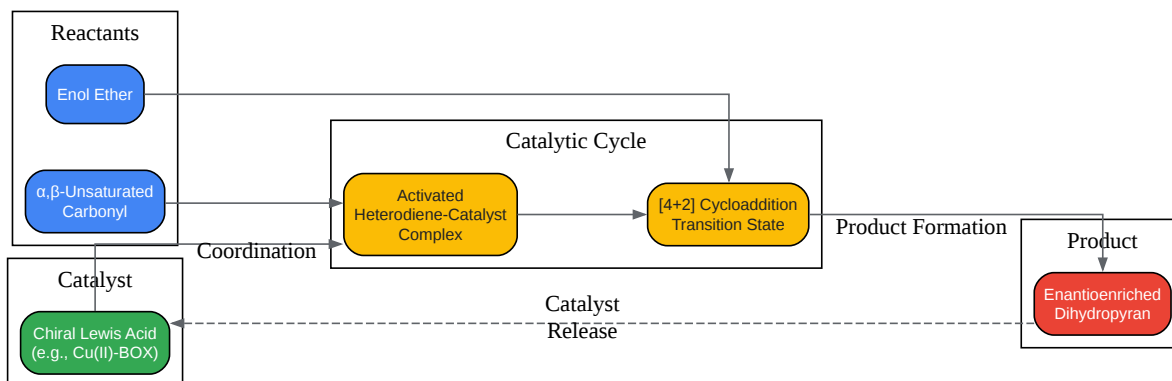 Reactants
Enol Ether
α,β-Unsaturated
Carbonyl
Catalytic Cycle
Activated
Heterodiene-Catalyst
Complex
[4+2] Cycloaddition
Transition State
Product Formation
Coordination
Product
Enantioenriched
Dihydropyran
Catalyst
Chiral Lewis Acid
(e.g., Cu(II)-BOX)
Catalyst
Release